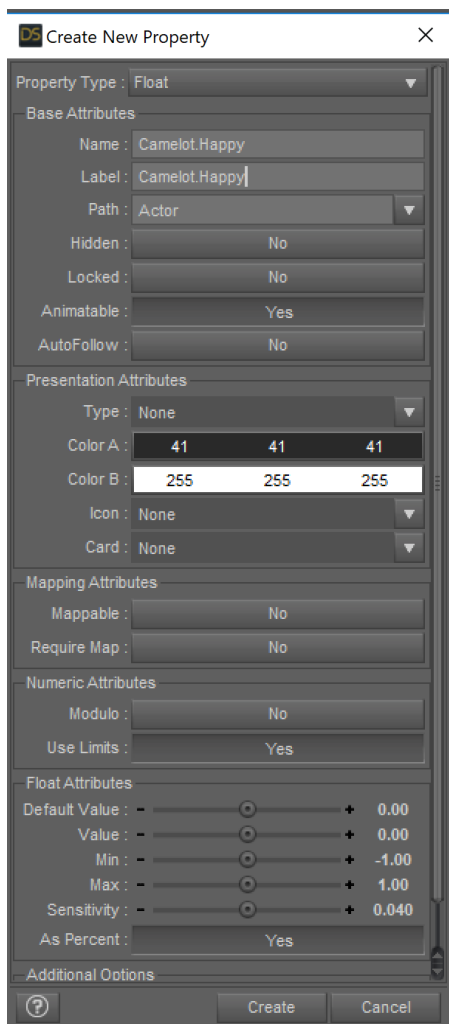 DS Create New Property
Property Type : Float
Base Attributes
Name : Camelot.Happy
Label : Camelot.Happy
Path : Actor
Hidden : No
Locked : No
Animatable : Yes
AutoFollow : No
Presentation Attributes
Type : None
Color A : 41 41 41
Color B : 255 255 255
Icon : None
Card : None
Mapping Attributes
Mappable : No
Require Map : No
Numeric Attributes
Modulo : No
Use Limits : Yes
Float Attributes
Default Value : - + 0.00
Value : - + 0.00
Min : - + -1.00
Max : - + 1.00
Sensitivity : - + 0.040
As Percent : Yes
Additional Options
? Create Cancel